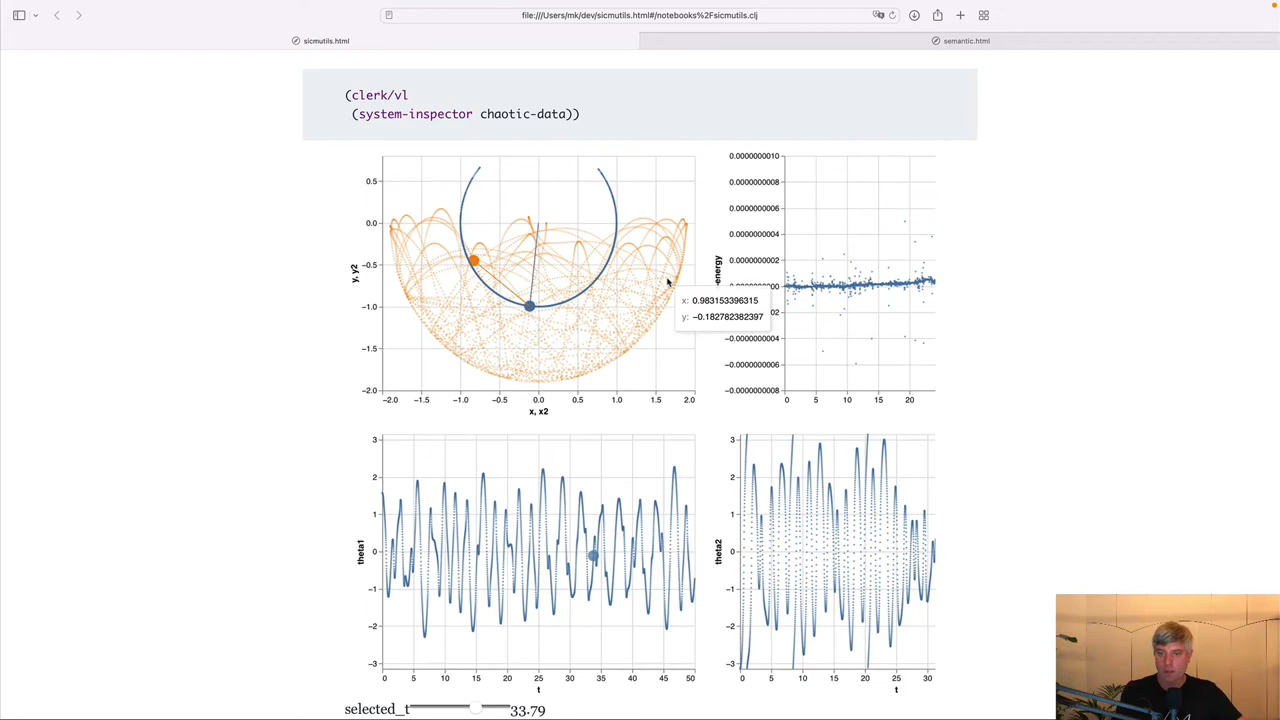 file:///Users/mk/dev/sicmutils.html#/notebooks%2Fsicmutils.clj
sicmutils.html
semantic.html
(clerk/vl
(system-inspector chaotic-data))
0.5
0.0
−0.5
−1.0
−1.5
−2.0
y, y2
−2.0 −1.5 −1.0 −0.5 0.0 0.5 1.0 1.5 2.0
x, x2
x: 0.983153396315
y: −0.182782382397
0.0000000010
0.0000000008
0.0000000006
0.0000000004
0.0000000002
0.0000000000
02
−0.0000000004
−0.0000000006
−0.0000000008
energy
0 5 10 15 20
3
2
1
0
−1
−2
−3
theta1
0 5 10 15 20 25 30 35 40 45 50
t
3
2
1
0
−1
−2
−3
theta2
0 5 10 15 20 25 30
t
selected_t 33.79